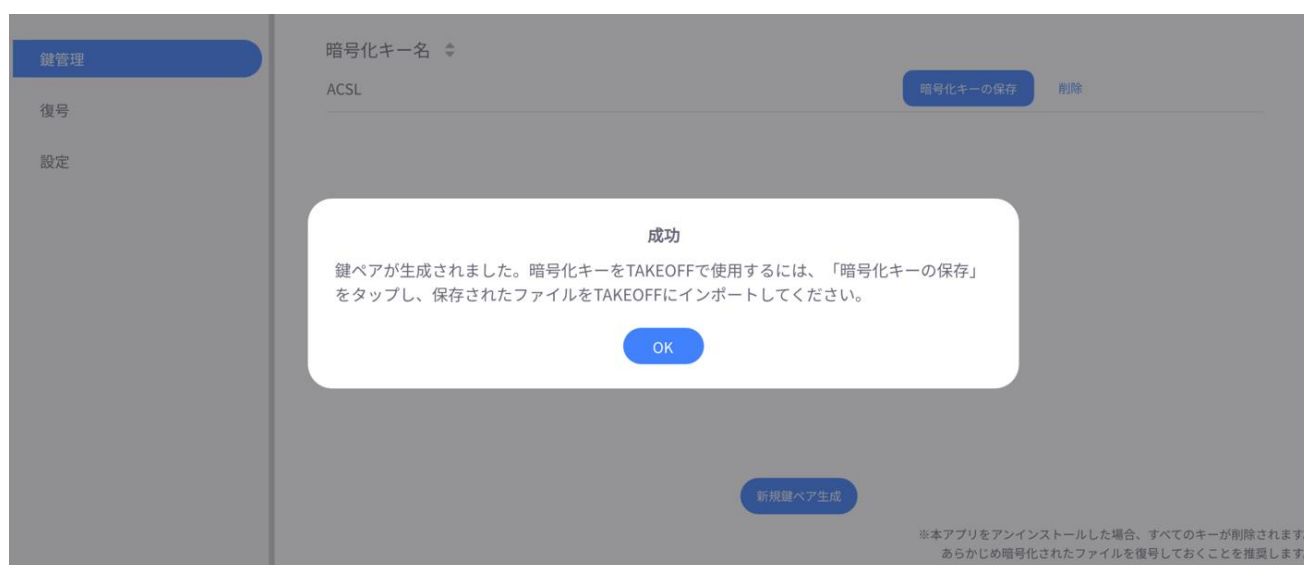 鍵管理
復号
設定
暗号化キー名
ACSL
暗号化キーの保存
削除
成功
鍵ペアが生成されました。暗号化キーをTAKEOFFで使用するには、「暗号化キーの保存」
をタップし、保存されたファイルをTAKEOFFにインポートしてください。
OK
新規鍵ペア生成
※本アプリをアンインストールした場合、すべてのキーが削除されます。
あらかじめ暗号化されたファイルを復号しておくことを推奨します。